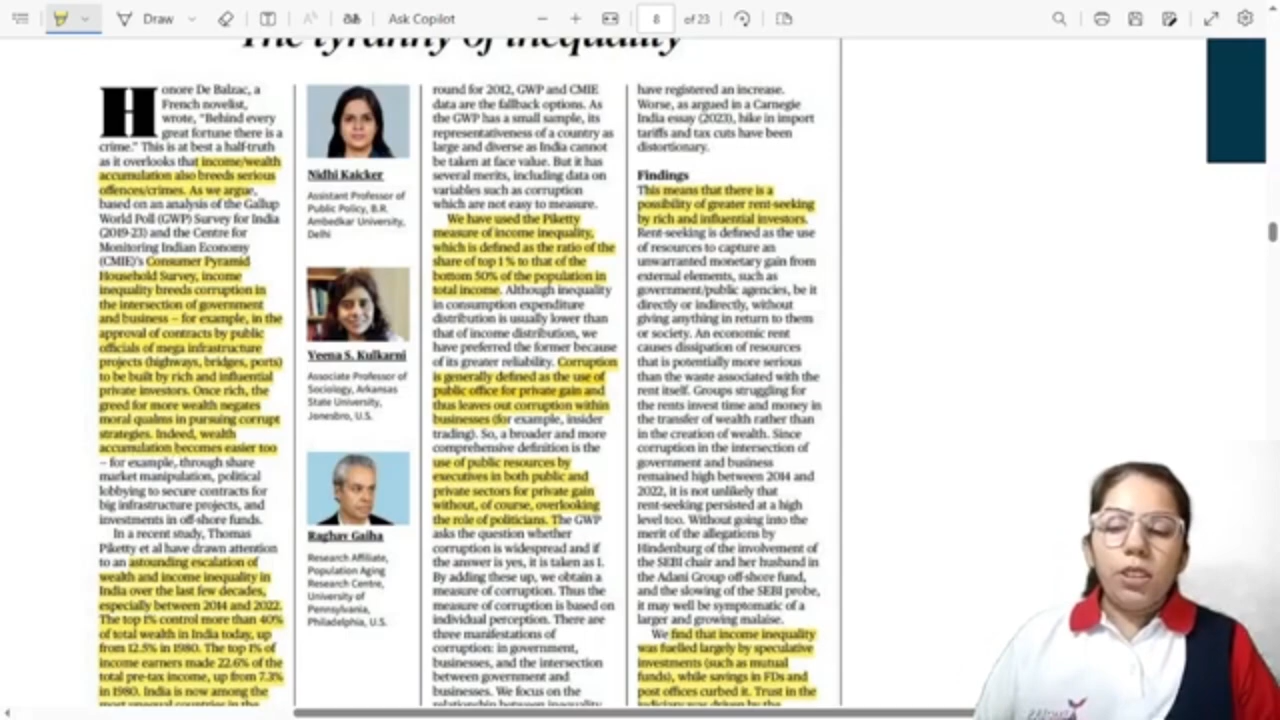 Draw
Ask Copilot
8
of 23
The tyranny of inequality
Honore De Balzac, a
French novelist,
wrote, "Behind every
great fortune there is a
crime." This is at best a half-truth
as it overlooks that income/wealth
accumulation also breeds serious
offences/crimes. As we argue,
based on an analysis of the Gallup
World Poll (GWP) Survey for India
(2019-23) and the Centre for
Monitoring Indian Economy
(CMIE)'s Consumer Pyramid
Household Survey, income
inequality breeds corruption in
the intersection of government
and business – for example, in the
approval of contracts by public
officials of mega infrastructure
projects (highways, bridges, ports)
to be built by rich and influential
private investors. Once rich, the
greed for more wealth negates
moral qualms in pursuing corrupt
strategies. Indeed, wealth
accumulation becomes easier too
– for example, through share
market manipulation, political
lobbying to secure contracts for
big infrastructure projects, and
investments in off-shore funds.
In a recent study, Thomas
Piketty et al have drawn attention
to an astounding escalation of
wealth and income inequality in
India over the last few decades,
especially between 2014 and 2022.
The top 1% control more than 40%
of total wealth in India today, up
from 12.5% in 1980. The top 1% of
income earners made 22.6% of the
total pre-tax income, up from 7.3%
in 1980. India is now among the
most unequal countries in the
Nidhi Kaicker
Assistant Professor of
Public Policy, B.R.
Ambedkar University,
Delhi
Veena S. Kulkarni
Associate Professor of
Sociology, Arkansas
State University,
Jonesbro, U.S.
Raghav Gaiha
Research Affiliate,
Population Aging
Research Centre,
University of
Pennsylvania,
Philadelphia, U.S.
round for 2012, GWP and CMIE
data are the fallback options. As
the GWP has a small sample, its
representativeness of a country as
large and diverse as India cannot
be taken at face value. But it has
several merits, including data on
variables such as corruption
which are not easy to measure.
We have used the Piketty
measure of income inequality,
which is defined as the ratio of the
share of top 1 % to that of the
bottom 50% of the population in
total income. Although inequality
in consumption expenditure
distribution is usually lower than
that of income distribution, we
have preferred the former because
of its greater reliability. Corruption
is generally defined as the use of
public office for private gain and
thus leaves out corruption within
businesses (for example, insider
trading). So, a broader and more
comprehensive definition is the
use of public resources by
executives in both public and
private sectors for private gain
without, of course, overlooking
the role of politicians. The GWP
asks the question whether
corruption is widespread and if
the answer is yes, it is taken as 1.
By adding these up, we obtain a
measure of corruption. Thus the
measure of corruption is based on
individual perception. There are
three manifestations of
corruption: in government,
businesses, and the intersection
between government and
businesses. We focus on the
relationship between inequality
have registered an increase.
Worse, as argued in a Carnegie
India essay (2023), hike in import
tariffs and tax cuts have been
distortionary.
Findings
This means that there is a
possibility of greater rent-seeking
by rich and influential investors.
Rent-seeking is defined as the use
of resources to capture an
unwarranted monetary gain from
external elements, such as
government/public agencies, be it
directly or indirectly, without
giving anything in return to them
or society. An economic rent
causes dissipation of resources
that is potentially more serious
than the waste associated with the
rent itself. Groups struggling for
the rents invest time and money in
the transfer of wealth rather than
in the creation of wealth. Since
corruption in the intersection of
government and business
remained high between 2014 and
2022, it is not unlikely that
rent-seeking persisted at a high
level too. Without going into the
merit of the allegations by
Hindenburg of the involvement of
the SEBI chair and her husband in
the Adani Group off-shore fund,
and the slowing of the SEBI probe,
it may well be symptomatic of a
larger and growing malaise.
We find that income inequality
was fuelled largely by speculative
investments (such as mutual
funds), while savings in FDs and
post offices curbed it. Trust in the
judiciary was driven by the